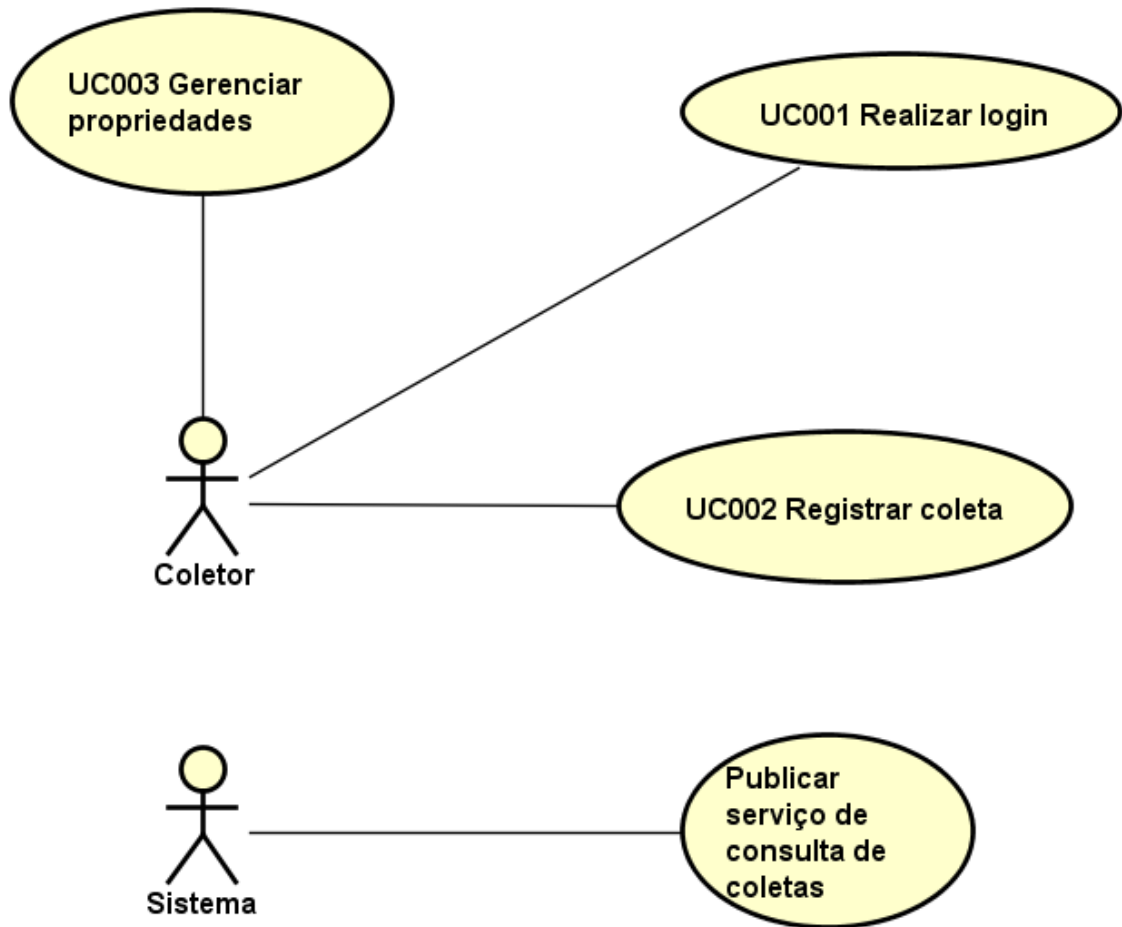 UC003 Gerenciar
propriedades
UC001 Realizar login
UC002 Registrar coleta
Coletor
Publicar
serviço de
consulta de
coletas
Sistema